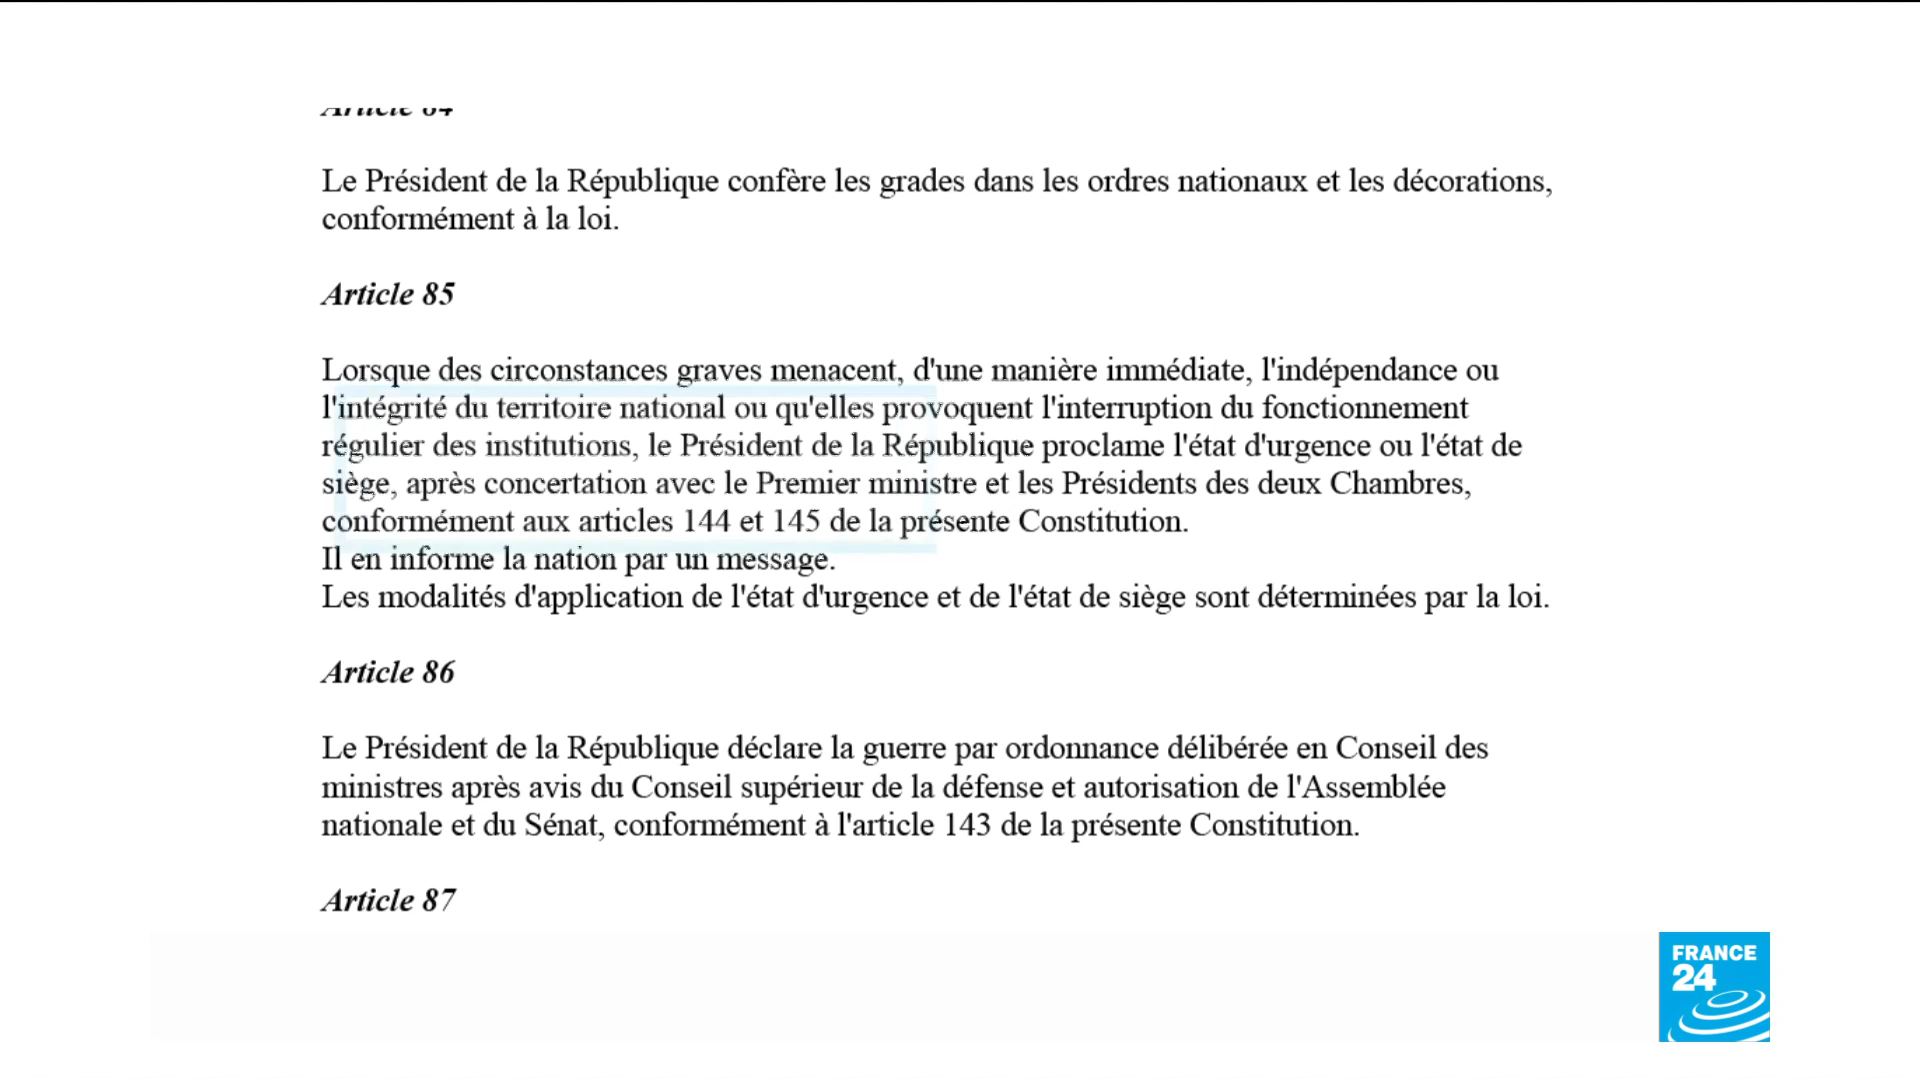 Article 84
Le Président de la République confère les grades dans les ordres nationaux et les décorations,
conformément à la loi.
Article 85
Lorsque des circonstances graves menacent, d'une manière immédiate, l'indépendance ou
l'intégrité du territoire national ou qu'elles provoquent l'interruption du fonctionnement
régulier des institutions, le Président de la République proclame l'état d'urgence ou l'état de
siège, après concertation avec le Premier ministre et les Présidents des deux Chambres,
conformément aux articles 144 et 145 de la présente Constitution.
Il en informe la nation par un message.
Les modalités d'application de l'état d'urgence et de l'état de siège sont déterminées par la loi.
Article 86
Le Président de la République déclare la guerre par ordonnance délibérée en Conseil des
ministres après avis du Conseil supérieur de la défense et autorisation de l'Assemblée
nationale et du Sénat, conformément à l'article 143 de la présente Constitution.
Article 87
FRANCE
24